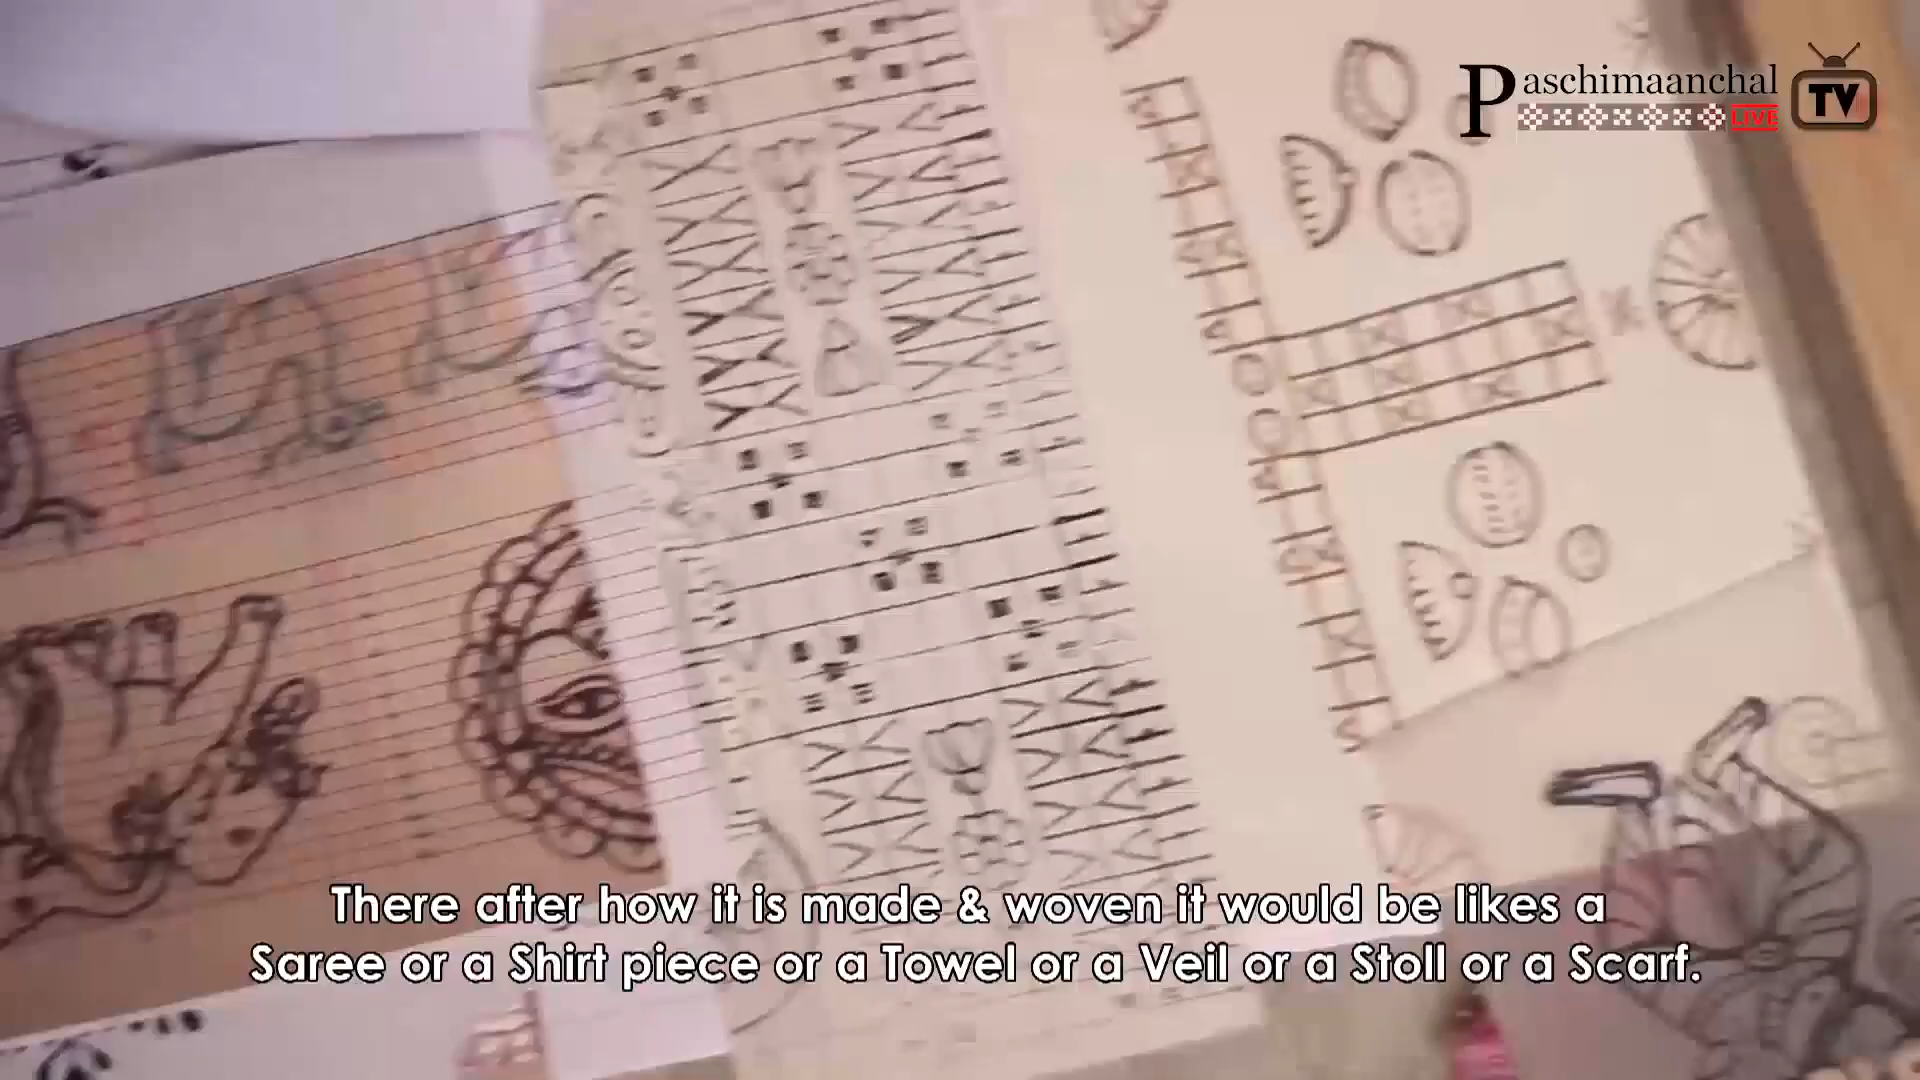 Paschimaanchal
LIVE
TV
There after how it is made & woven it would be likes a
Saree or a Shirt piece or a Towel or a Veil or a Stoll or a Scarf.